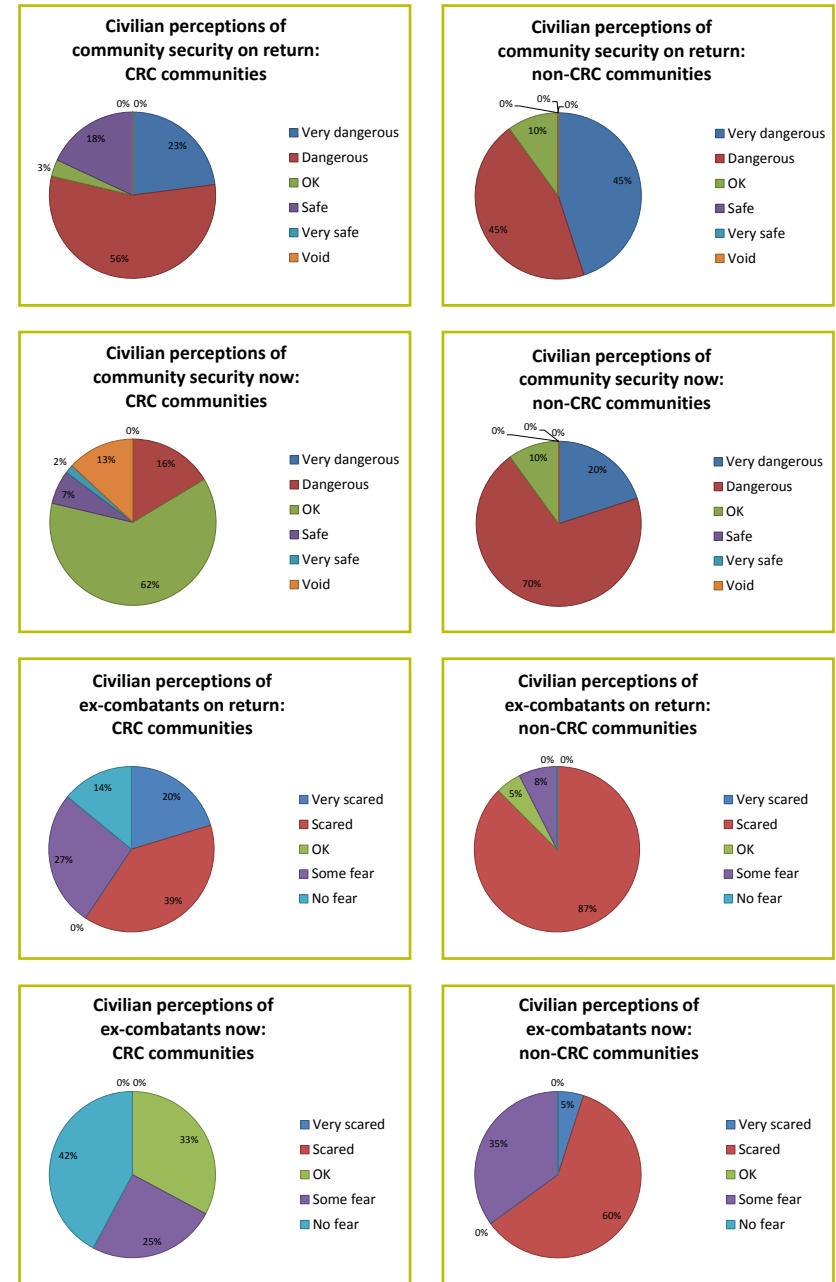 Civilian perceptions of
community security on return:
CRC communities
0% 0%
18%
23%
3%
56%
Very dangerous
Dangerous
OK
Safe
Very safe
Void
Civilian perceptions of
community security on return:
non-CRC communities
0%
0%
0%
10%
45%
45%
Very dangerous
Dangerous
OK
Safe
Very safe
Void
Civilian perceptions of
community security now:
CRC communities
0%
13%
16%
2%
7%
62%
Very dangerous
Dangerous
OK
Safe
Very safe
Void
Civilian perceptions of
community security now:
non-CRC communities
0%
0%
0%
10%
20%
70%
Very dangerous
Dangerous
OK
Safe
Very safe
Void
Civilian perceptions of
ex-combatants on return:
CRC communities
14%
20%
27%
39%
0%
Very scared
Scared
OK
Some fear
No fear
Civilian perceptions of
ex-combatants on return:
non-CRC communities
0% 0%
8%
5%
87%
Very scared
Scared
OK
Some fear
No fear
Civilian perceptions of
ex-combatants now:
CRC communities
0% 0%
33%
42%
25%
Very scared
Scared
OK
Some fear
No fear
Civilian perceptions of
ex-combatants now:
non-CRC communities
0%
5%
35%
60%
0%
Very scared
Scared
OK
Some fear
No fear